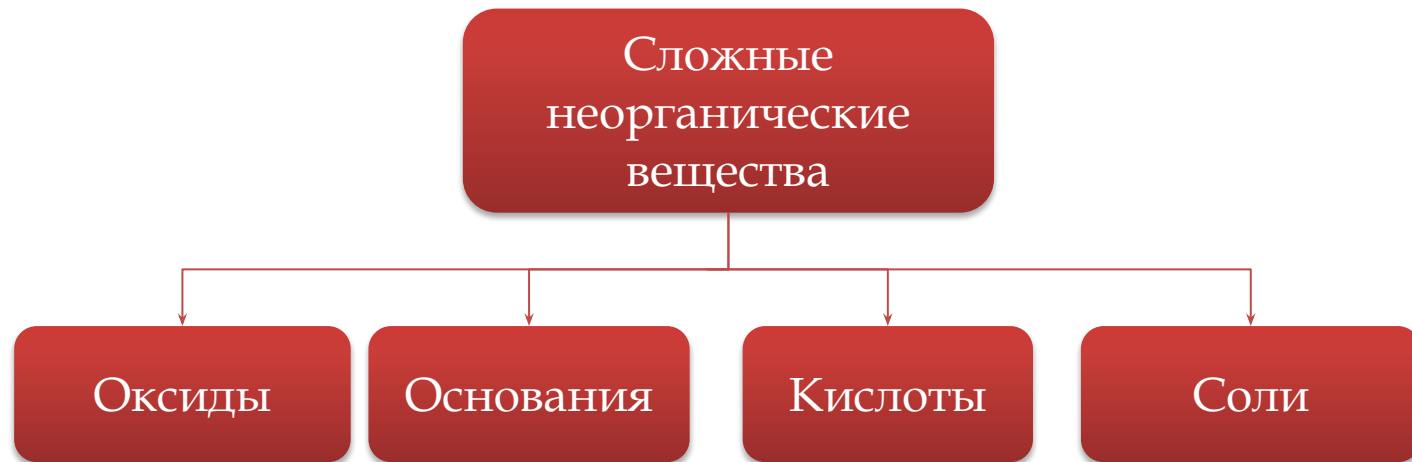 Сложные
неорганические
вещества
Оксиды
Основания
Кислоты
Соли